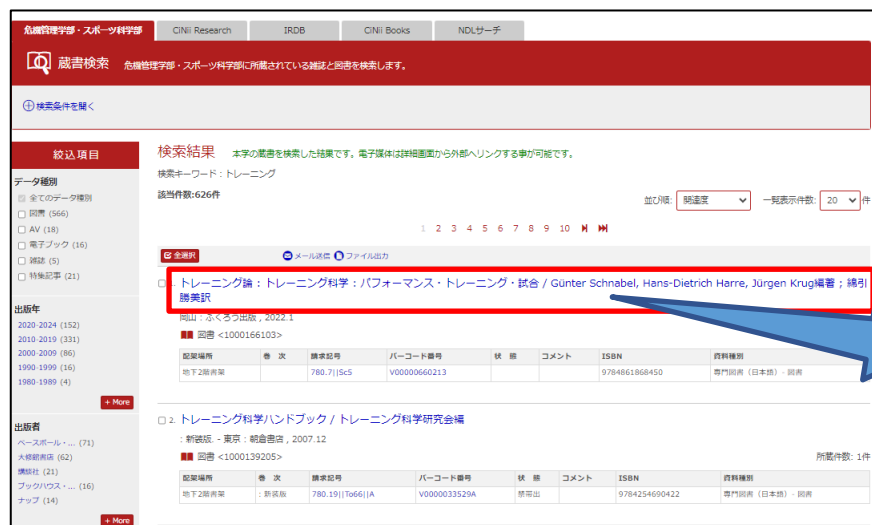 危機管理学部・スポーツ科学部 CiNii Research IRDB CiNii Books NDLサーチ
蔵書検索 危機管理学部・スポーツ科学部に所蔵されている雑誌と図書を検索します。
検索条件を開く
絞込項目
データ種別
全てのデータ種別
図書 (566)
AV (18)
電子ブック (16)
雑誌 (5)
特集記事 (21)
出版年
2020-2024 (152)
2010-2019 (331)
2000-2009 (86)
1990-1999 (16)
1980-1989 (4)
+ More
出版者
ベースボール・... (71)
大修館書店 (62)
講談社 (21)
ブックハウス・... (16)
ナップ (14)
+ More
検索結果 本学の蔵書を検索した結果です。電子媒体は詳細画面から外部へリンクする事が可能です。
検索キーワード：トレーニング
該当件数:626件
並び順: 関連度 一覧表示件数: 20 件
1 2 3 4 5 6 7 8 9 10
全選択 メール送信 ファイル出力
1. トレーニング論 : トレーニング科学 : パフォーマンス・トレーニング・試合 / Günter Schnabel, Hans-Dietrich Harre, Jürgen Krug編著 ; 綿引
勝美訳
岡山 : ふくろう出版 , 2022.1
図書 <1000166103>
配架場所 巻 次 請求記号 バーコード番号 状 態 コメント ISBN 資料種別
地下2階書架 780.7||Sc5 V00000660213 9784861868450 専門図書（日本語）- 図書
2. トレーニング科学ハンドブック / トレーニング科学研究会編
: 新装版. - 東京 : 朝倉書店 , 2007.12
図書 <1000139205> 所蔵件数: 1件
配架場所 巻 次 請求記号 バーコード番号 状 態 コメント ISBN 資料種別
地下2階書架 : 新装版 780.19||To66||A V0000033529A 禁帯出 9784254690422 専門図書（日本語）- 図書